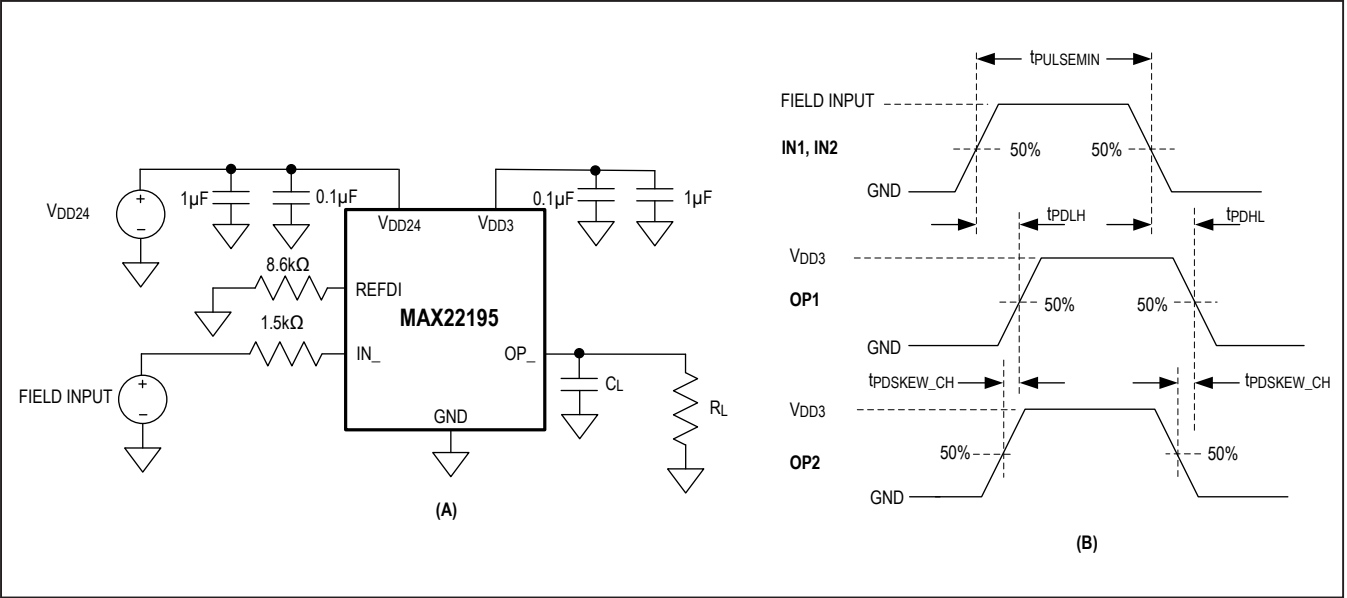 VDD24
1µF
0.1µF
0.1µF
1µF
VDD24
VDD3
8.6kΩ
REFDI
MAX22195
1.5kΩ
IN_
OP_
FIELD INPUT
CL
RL
GND
(A)
tPULSEMIN
FIELD INPUT
IN1, IN2
50%
50%
GND
tPDLH
tPDHL
VDD3
OP1
50%
50%
GND
tPDSKEW_CH
tPDSKEW_CH
VDD3
50%
50%
OP2
GND
(B)
+
−
+
−